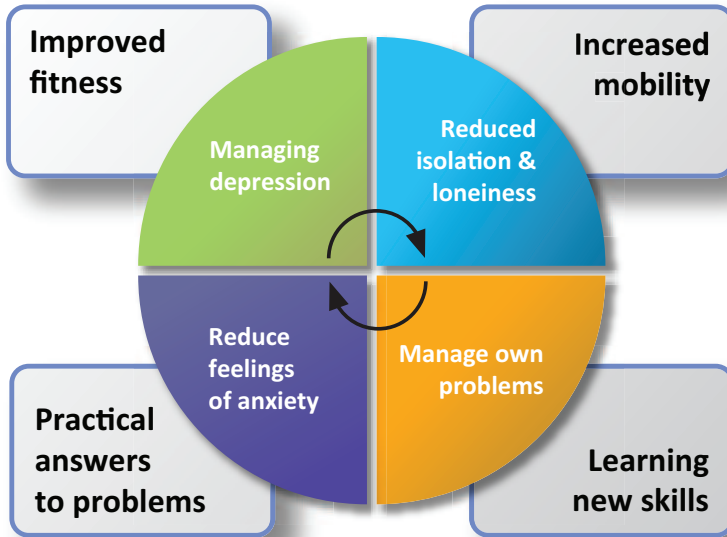 Improved
fitness
Increased
mobility
Managing
depression
Reduced
isolation &
loneiness
Reduce
feelings
of anxiety
Manage own
problems
Practical
answers
to problems
Learning
new skills